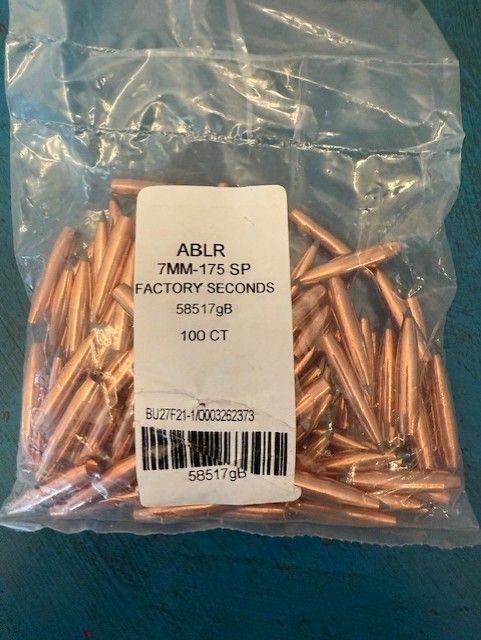 ABLR
7MM-175 SP
FACTORY SECONDS
58517gB
100 CT
BU27F21-1/0003262373
58517gB